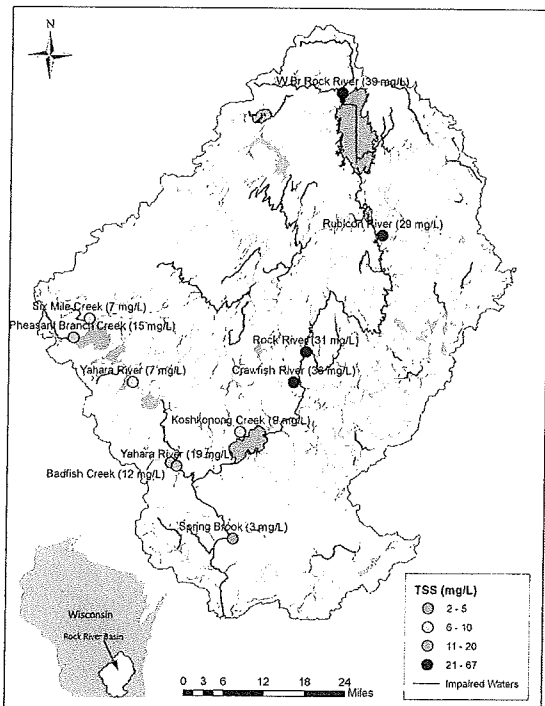 N
W Br Rock River (39 mg/L)
Rubicon River (29 mg/L)
Six Mile Creek (7 mg/L)
Pheasant Branch Creek (15 mg/L)
Rock River (31 mg/L)
Yahara River (7 mg/L)
Crawfish River (38 mg/L)
Koshkonong Creek (9 mg/L)
Yahara River (19 mg/L)
Badfish Creek (12 mg/L)
Spring Brook (3 mg/L)
Wisconsin
Rock River Basin
TSS (mg/L)
2 - 5
6 - 10
11 - 20
21 - 67
Impaired Waters
0 3 6 12 18 24
Miles